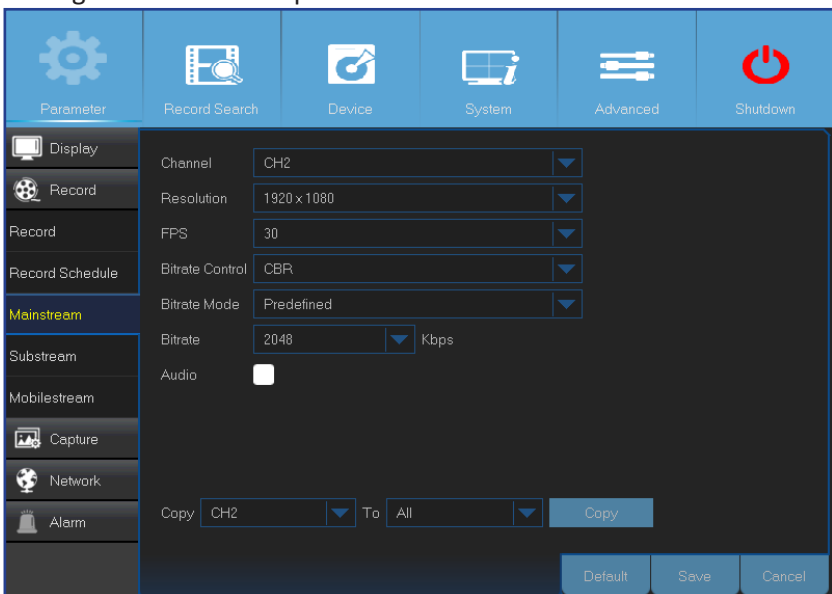 Parameter
Record Search
Device
System
Advanced
Shutdown
Display
Record
Record
Record Schedule
Mainstream
Substream
Mobilestream
Capture
Network
Alarm
Channel CH2
Resolution 1920 x 1080
FPS 30
Bitrate Control CBR
Bitrate Mode Predefined
Bitrate 2048 Kbps
Audio
Copy CH2 To All Copy
Default Save Cancel